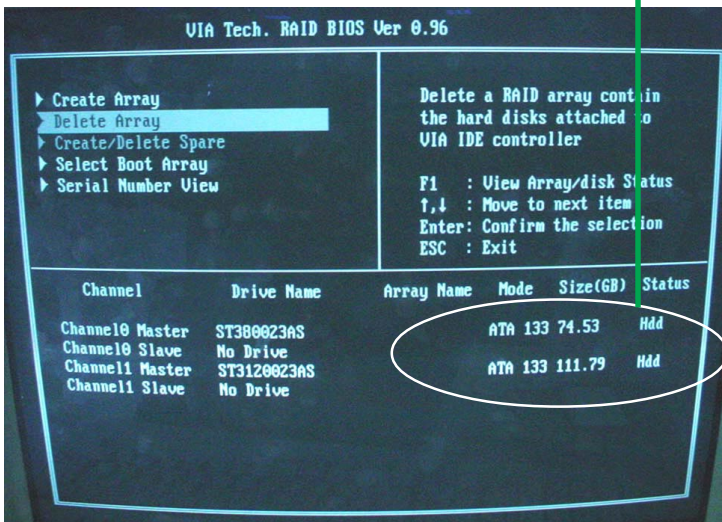 VIA Tech. RAID BIOS Ver 0.96
Create Array
Delete Array
Create/Delete Spare
Select Boot Array
Serial Number View
Delete a RAID array contain
the hard disks attached to
VIA IDE controller
F1 : View Array/disk Status
↑,↓ : Move to next item
Enter: Confirm the selection
ESC : Exit
Channel Drive Name Array Name Mode Size(GB) Status
Channel0 Master ST380023AS ATA 133 74.53 Hdd
Channel0 Slave No Drive
Channel1 Master ST3120023AS ATA 133 111.79 Hdd
Channel1 Slave No Drive